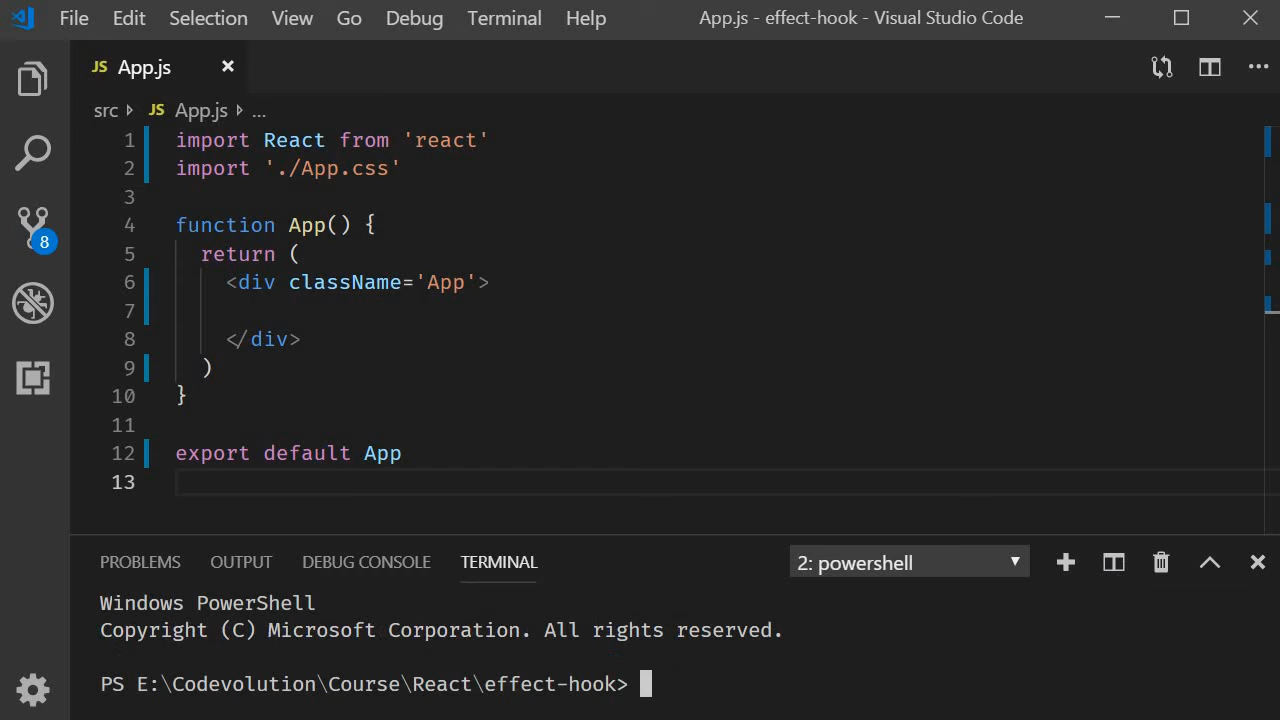 File Edit Selection View Go Debug Terminal Help App.js - effect-hook - Visual Studio Code
JS App.js
src JS App.js ...
1 import React from 'react'
2 import './App.css'
3
4 function App() {
5 return (
6 <div className='App'>
7
8 </div>
9 )
10 }
11
12 export default App
13
8
PROBLEMS OUTPUT DEBUG CONSOLE TERMINAL 2: powershell
Windows PowerShell
Copyright (C) Microsoft Corporation. All rights reserved.
PS E:\Codevolution\Course\React\effect-hook>